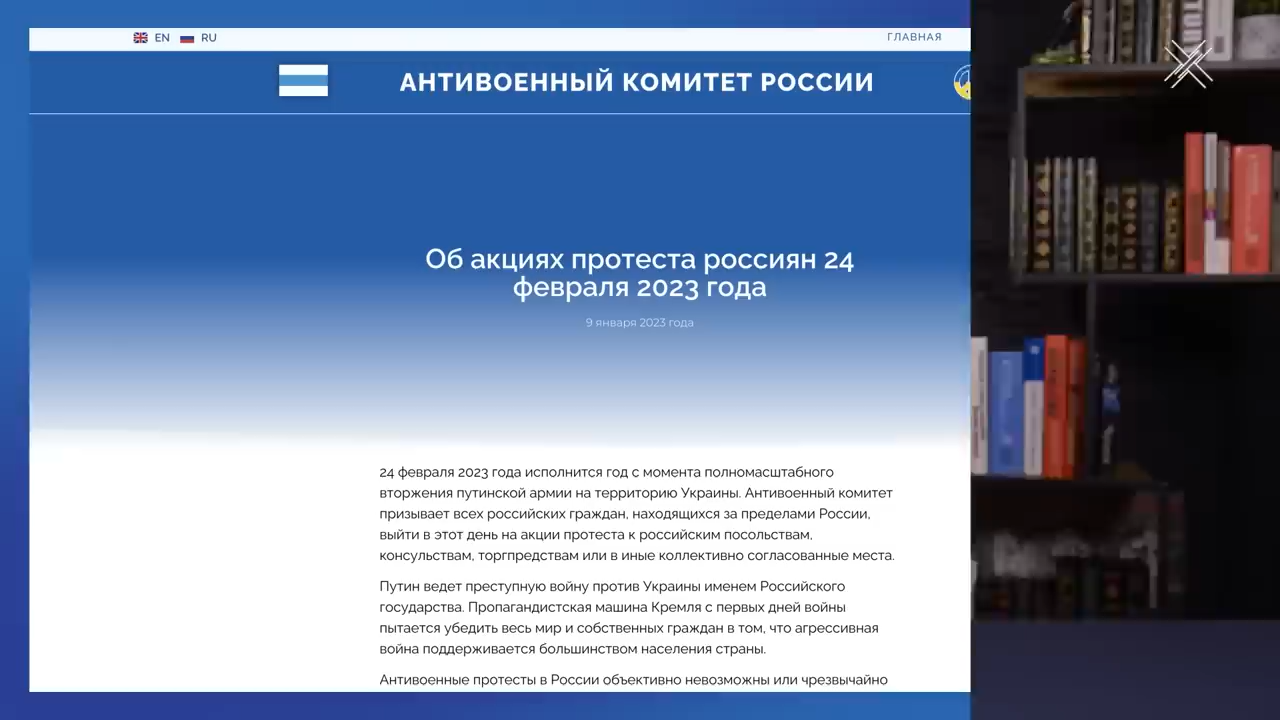 EN RU ГЛАВНАЯ
АНТИВОЕННЫЙ КОМИТЕТ РОССИИ
Об акциях протеста россиян 24
февраля 2023 года
9 января 2023 года
24 февраля 2023 года исполнится год с момента полномасштабного
вторжения путинской армии на территорию Украины. Антивоенный комитет
призывает всех российских граждан, находящихся за пределами России,
выйти в этот день на акции протеста к российским посольствам,
консульствам, торгпредствам или в иные коллективно согласованные места.
Путин ведет преступную войну против Украины именем Российского
государства. Пропагандистская машина Кремля с первых дней войны
пытается убедить весь мир и собственных граждан в том, что агрессивная
война поддерживается большинством населения страны.
Антивоенные протесты в России объективно невозможны или чрезвычайно